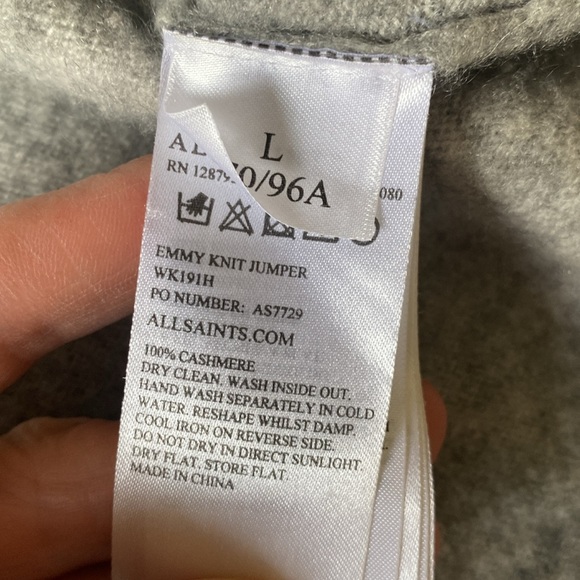 L
0/96A
RN 1287
080
EMMY KNIT JUMPER
WK191H
PO NUMBER: AS7729
ALLSAINTS.COM
100% CASHMERE
DRY CLEAN. WASH INSIDE OUT.
HAND WASH SEPARATELY IN COLD
WATER. RESHAPE WHILST DAMP.
COOL IRON ON REVERSE SIDE.
DO NOT DRY IN DIRECT SUNLIGHT.
DRY FLAT. STORE FLAT.
MADE IN CHINA